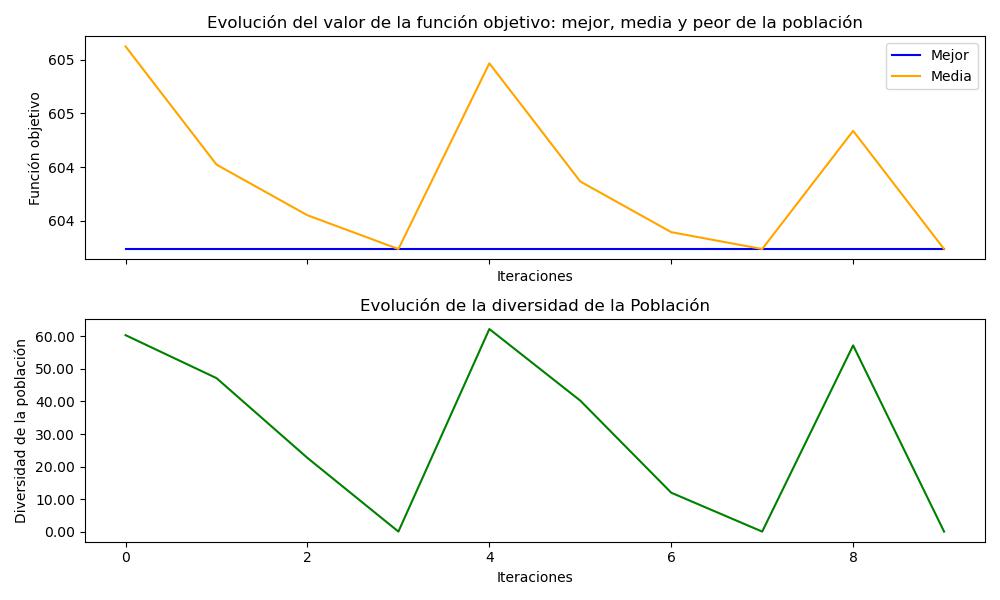 Evolución del valor de la función objetivo: mejor, media y peor de la población
Función objetivo
605
605
604
604
Mejor
Media
Iteraciones
Evolución de la diversidad de la Población
Diversidad de la población
60.00
50.00
40.00
30.00
20.00
10.00
0.00
0 2 4 6 8
Iteraciones